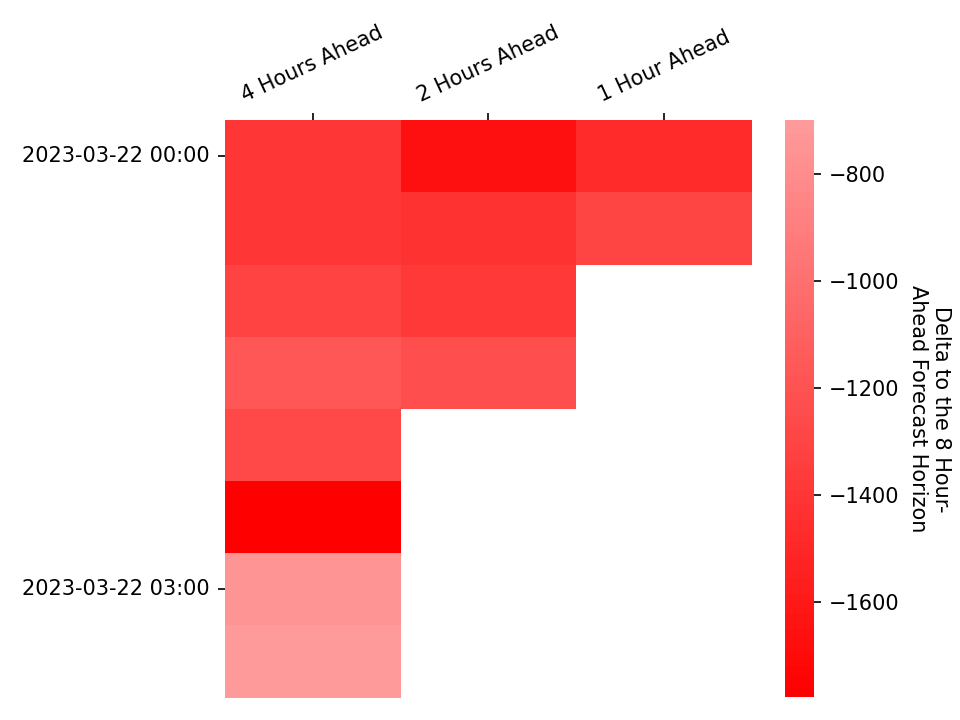 4 Hours Ahead
2 Hours Ahead
1 Hour Ahead
2023-03-22 00:00
2023-03-22 03:00
−800
−1000
−1200
−1400
−1600
Delta to the 8 Hour-
Ahead Forecast Horizon